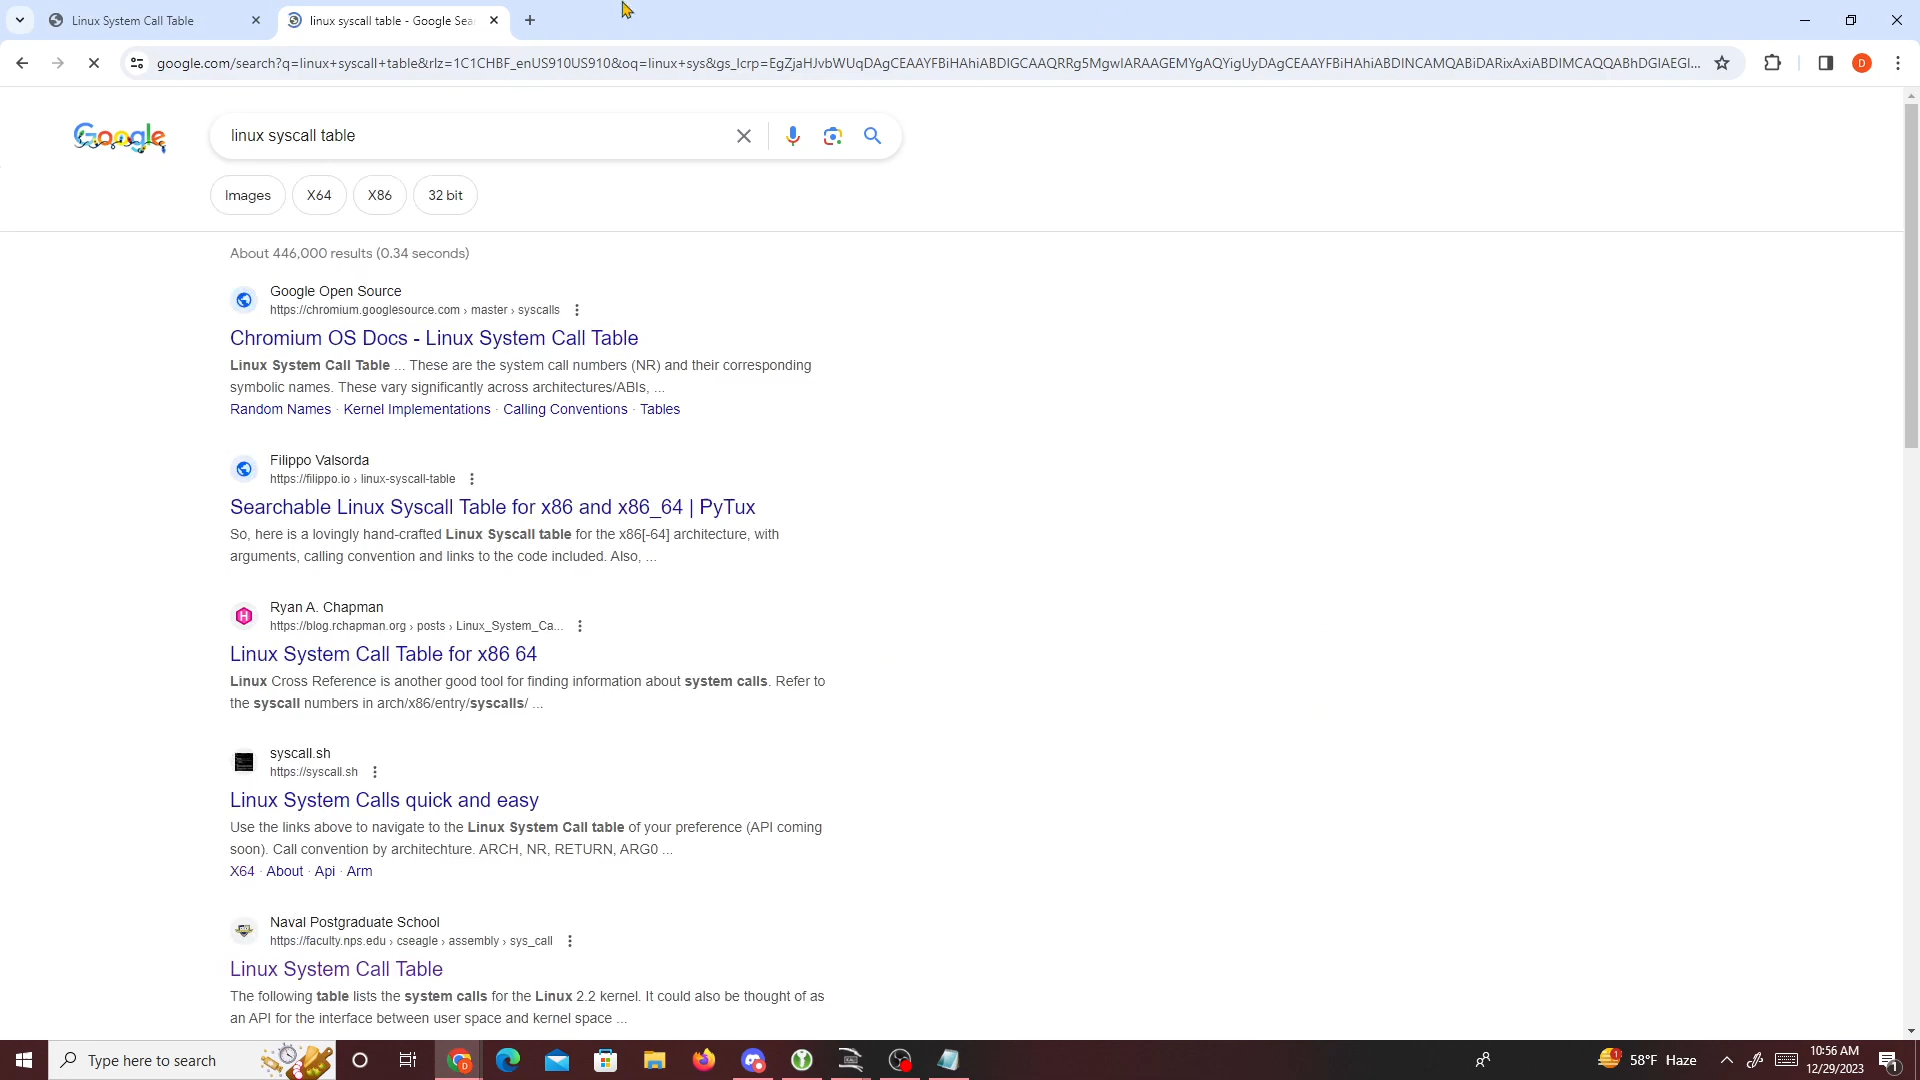 Linux System Call Table
linux syscall table - Google Sea
google.com/search?q=linux+syscall+table&rlz=1C1CHBF_enUS910US910&oq=linux+sys&gs_lcrp=EgZjaHJvbWUqDAgCEAAYFBiHAhiABDIGCAAQRRg5MgwIARAAGEMYgAQYigUyDAgCEAAYFBiHAhiABDINCAMQABiDARixAxiABDIMCAQQABhDGIAEGI...
D
Google
linux syscall table
Images
X64
X86
32 bit
About 446,000 results (0.34 seconds)
Google Open Source
https://chromium.googlesource.com › master › syscalls
Chromium OS Docs - Linux System Call Table
Linux System Call Table ... These are the system call numbers (NR) and their corresponding
symbolic names. These vary significantly across architectures/ABIs, ...
Random Names · Kernel Implementations · Calling Conventions · Tables
Filippo Valsorda
https://filippo.io › linux-syscall-table
Searchable Linux Syscall Table for x86 and x86_64 | PyTux
So, here is a lovingly hand-crafted Linux Syscall table for the x86[-64] architecture, with
arguments, calling convention and links to the code included. Also, ...
Ryan A. Chapman
https://blog.rchapman.org › posts › Linux_System_Ca...
Linux System Call Table for x86 64
Linux Cross Reference is another good tool for finding information about system calls. Refer to
the syscall numbers in arch/x86/entry/syscalls/ ...
syscall.sh
https://syscall.sh
Linux System Calls quick and easy
Use the links above to navigate to the Linux System Call table of your preference (API coming
soon). Call convention by architechture. ARCH, NR, RETURN, ARG0 ...
X64 · About · Api · Arm
Naval Postgraduate School
https://faculty.nps.edu › cseagle › assembly › sys_call
Linux System Call Table
The following table lists the system calls for the Linux 2.2 kernel. It could also be thought of as
an API for the interface between user space and kernel space ...
Type here to search
58°F Haze
10:56 AM
12/29/2023